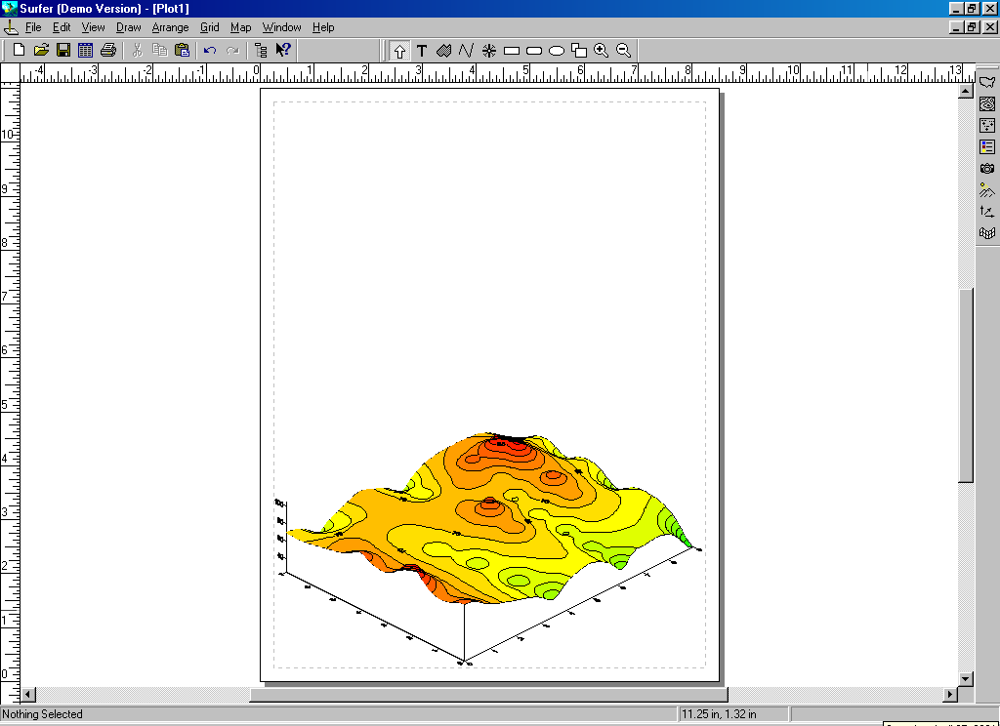 Surfer (Demo Version) - [Plot1]
File Edit View Draw Arrange Grid Map Window Help
-4 -3 -2 -1 0 1 2 3 4 5 6 7 8 9 10 11 12 13
10
9
8
7
6
5
4
3
2
1
0
Nothing Selected
11.25 in, 1.32 in